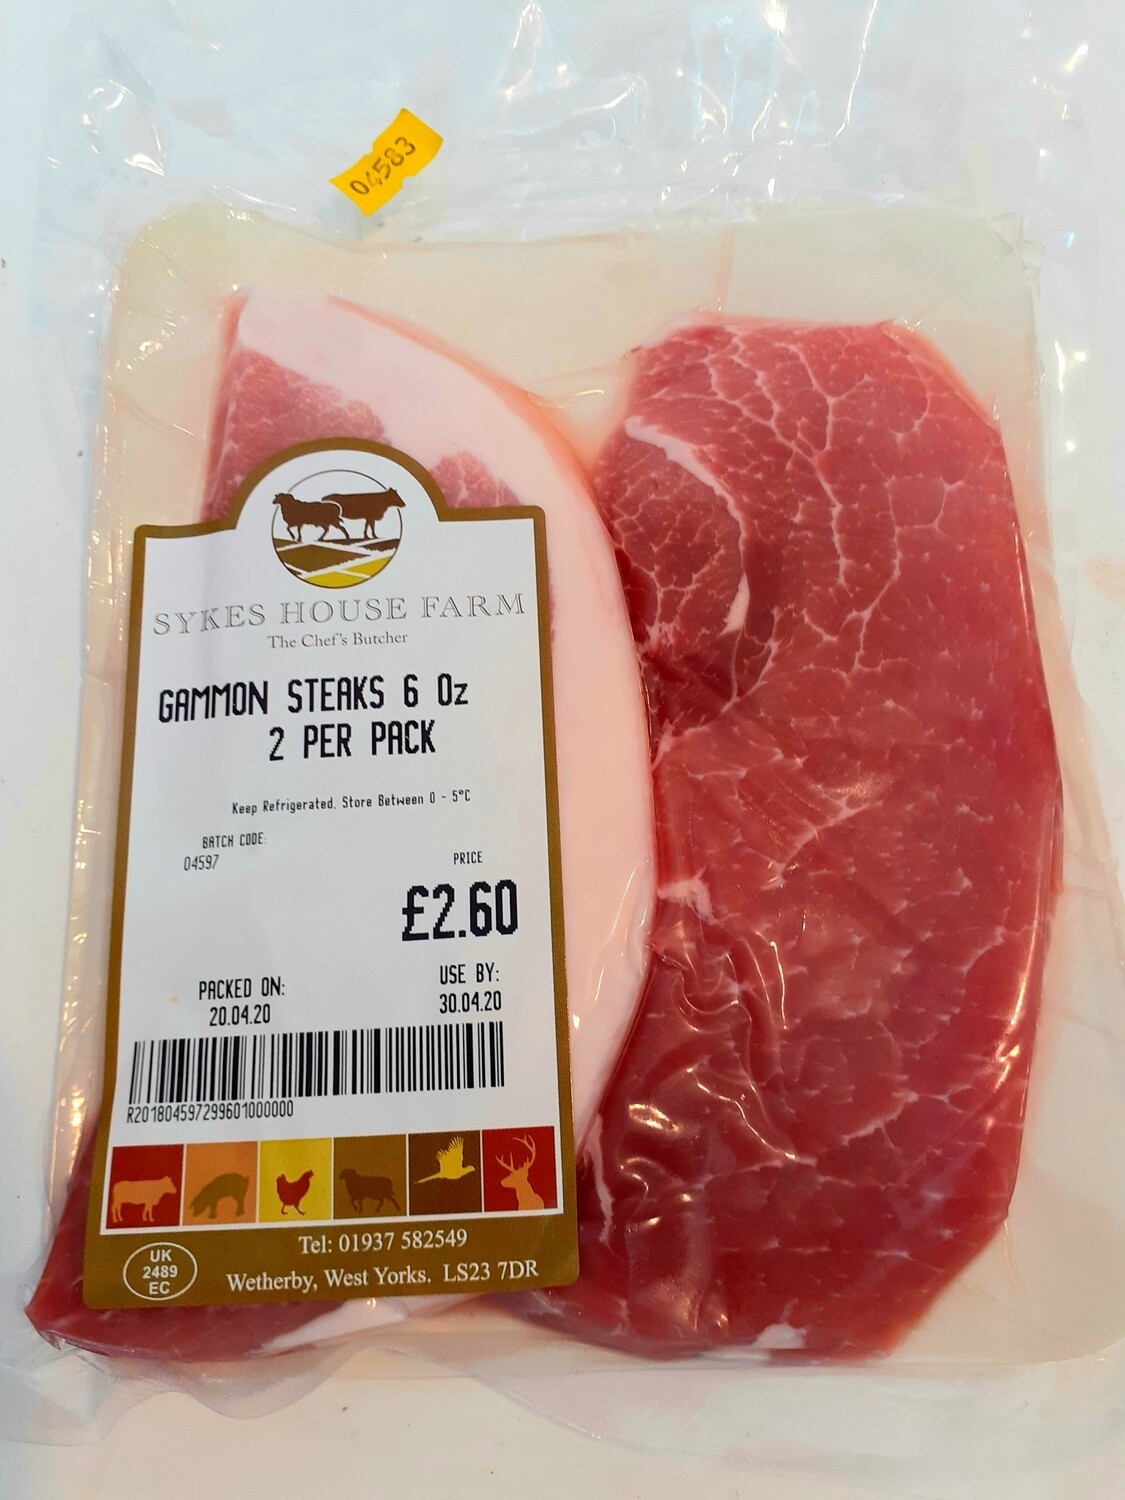 04583
SYKES HOUSE FARM
The Chef's Butcher
GAMMON STEAKS 6 Oz
2 PER PACK
Keep Refrigerated. Store Between 0 - 5°C
BATCH CODE:
04597
PRICE
£2.60
PACKED ON:
20.04.20
USE BY:
30.04.20
R201804597299601000000
UK
2489
EC
Tel: 01937 582549
Wetherby, West Yorks. LS23 7DR